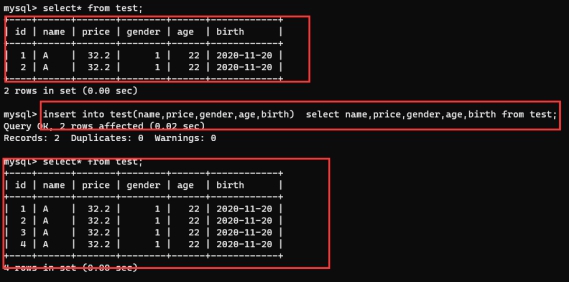 mysql> select* from test;
+----+------+-------+--------+------+------------+
| id | name | price | gender | age | birth |
+----+------+-------+--------+------+------------+
| 1 | A | 32.2 | 1 | 22 | 2020-11-20 |
| 2 | A | 32.2 | 1 | 22 | 2020-11-20 |
+----+------+-------+--------+------+------------+
2 rows in set (0.00 sec)
mysql> insert into test(name,price,gender,age,birth) select name,price,gender,age,birth from test;
Query OK, 2 rows affected (0.02 sec)
Records: 2 Duplicates: 0 Warnings: 0
mysql> select* from test;
+----+------+-------+--------+------+------------+
| id | name | price | gender | age | birth |
+----+------+-------+--------+------+------------+
| 1 | A | 32.2 | 1 | 22 | 2020-11-20 |
| 2 | A | 32.2 | 1 | 22 | 2020-11-20 |
| 3 | A | 32.2 | 1 | 22 | 2020-11-20 |
| 4 | A | 32.2 | 1 | 22 | 2020-11-20 |
+----+------+-------+--------+------+------------+
4 rows in set (0.00 sec)